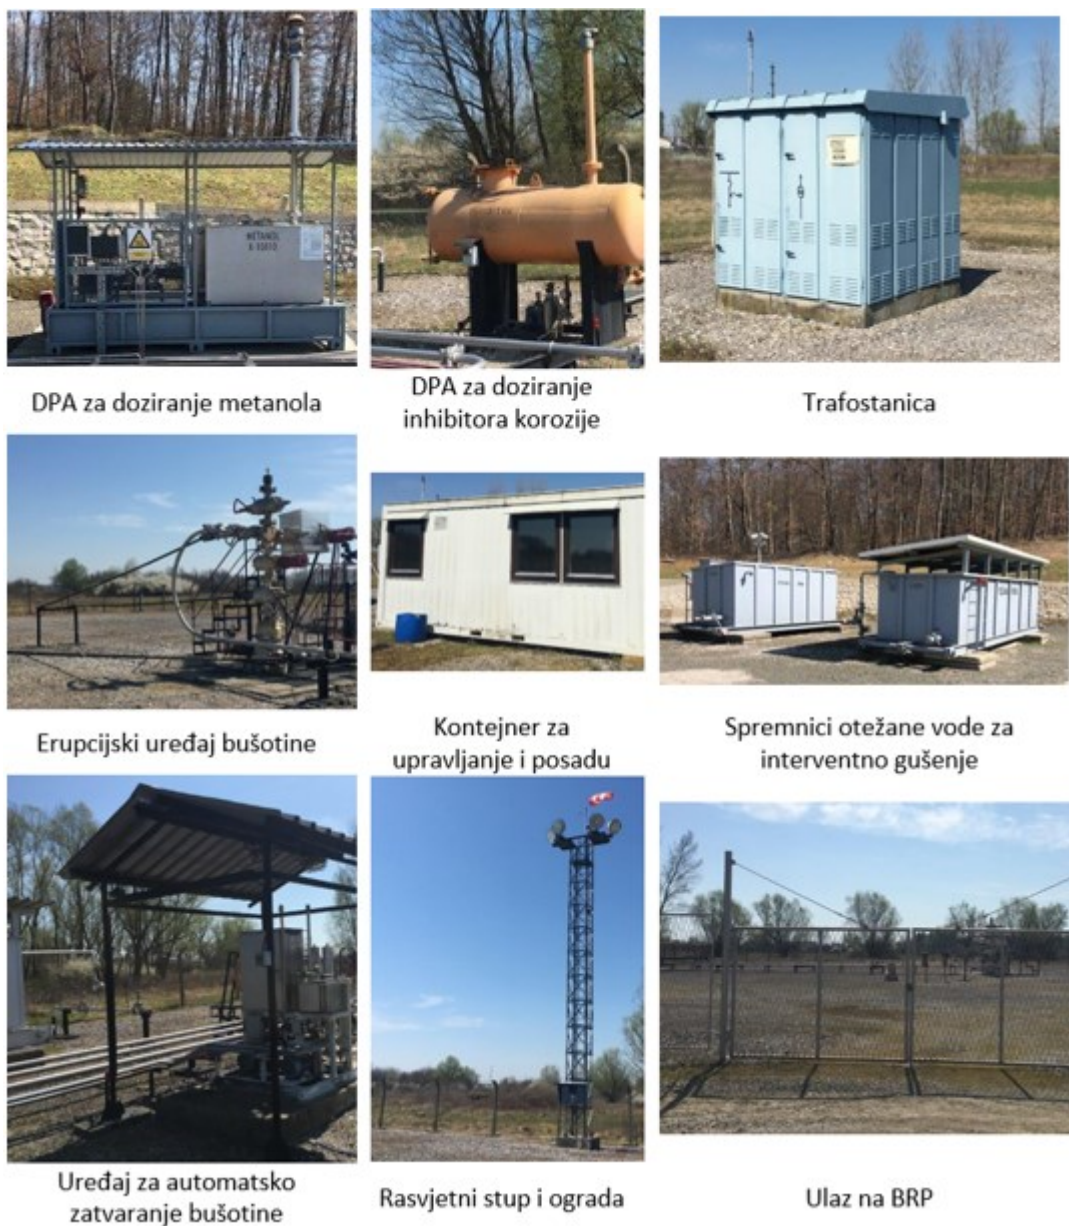 METANOL
DPA za doziranje metanola
DPA za doziranje
inhibitora korozije
Trafostanica
Erupcijski uređaj bušotine
Kontejner za
upravljanje i posadu
Spremnici otežane vode za
interventno gušenje
Uređaj za automatsko
zatvaranje bušotine
Rasvjetni stup i ograda
Ulaz na BRP